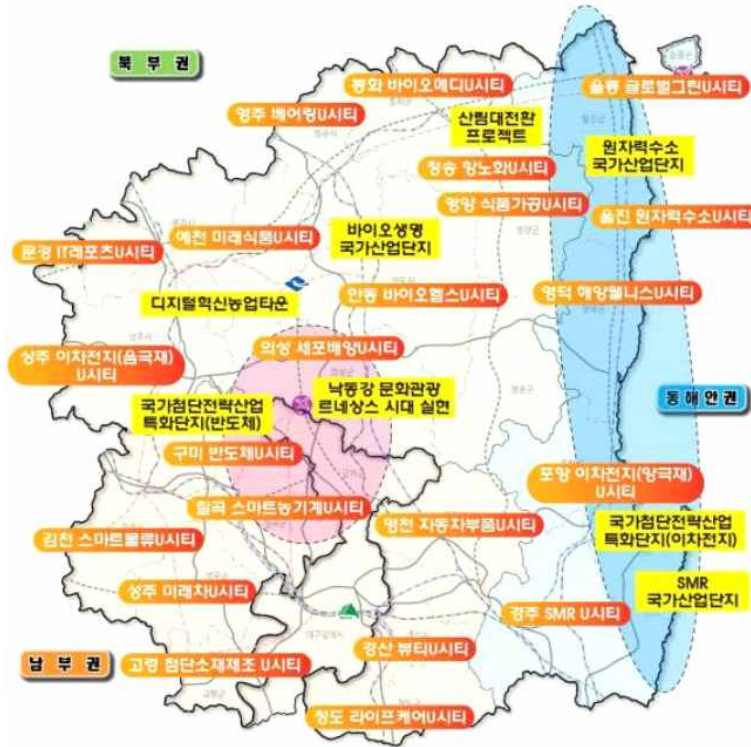 북부권
봉화 바이오메디U시티
울릉 글로벌그린U시티
영주 베어링U시티
산림대전환
프로젝트
원자력수소
국가산업단지
청송 항노화U시티
영양 식품가공U시티
울진 원자력수소U시티
예천 미래식품U시티
바이오생명
국가산업단지
문경 IT레포츠U시티
디지털혁신농업타운
안동 바이오헬스U시티
영덕 해양웰니스U시티
상주 이차전지(음극재)
U시티
의성 세포배양U시티
낙동강 문화관광
르네상스 시대 실현
국가첨단전략산업
특화단지(반도체)
동해안권
구미 반도체U시티
포항 이차전지(양극재)
U시티
칠곡 스마트농기계U시티
영천 자동차부품U시티
김천 스마트물류U시티
국가첨단전략산업
특화단지(이차전지)
성주 미래차U시티
SMR
국가산업단지
경주 SMR U시티
대구광역시
남부권
고령 첨단소재제조 U시티
경산 뷰티U시티
고령군
청도 라이프케어U시티